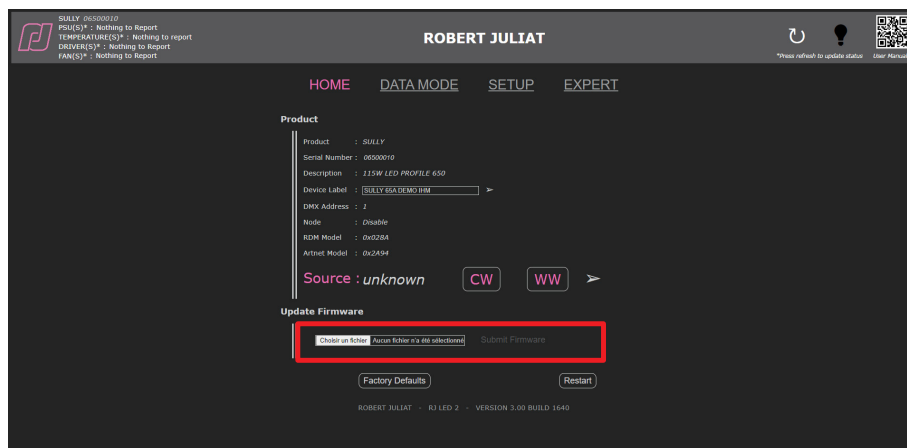 SULLY 06500010
PSU(S)* : Nothing to Report
TEMPERATURE(S)* : Nothing to report
DRIVER(S)* : Nothing to Report
FAN(S)* : Nothing to Report
ROBERT JULIAT
*Press refresh to update status
User Manual
HOME DATA MODE SETUP EXPERT
Product
Product : SULLY
Serial Number : 06500010
Description : 115W LED PROFILE 650
Device Label : SULLY 65A DEMO IHM ➢
DMX Address : 1
Node : Disable
RDM Model : 0x028A
Artnet Model : 0x2A94
Source : unknown CW WW ➢
Update Firmware
Choisir un fichier Aucun fichier n'a été sélectionné Submit Firmware
Factory Defaults Restart
ROBERT JULIAT - RJ LED 2 - VERSION 3.00 BUILD 1640